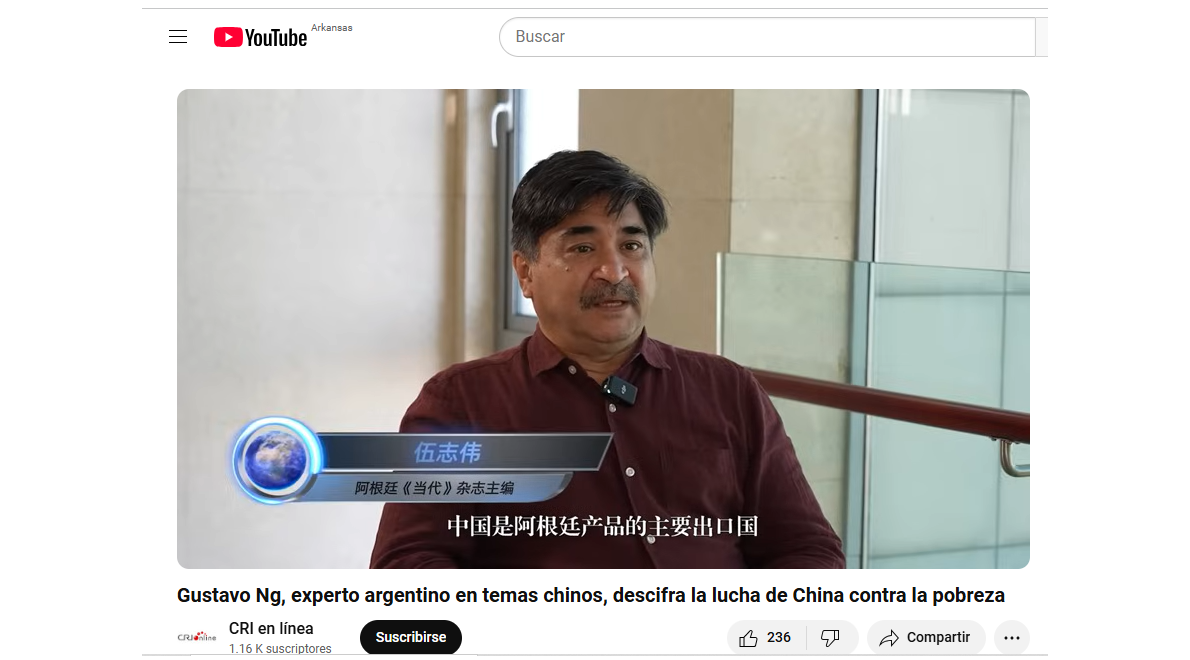 YouTube Arkansas
Buscar
伍志伟
阿根廷《当代》杂志主编
中国是阿根廷产品的主要出口国
Gustavo Ng, experto argentino en temas chinos, descifra la lucha de China contra la pobreza
CRIonline
CRI en línea
1.16 K suscriptores
Suscribirse
236
Compartir